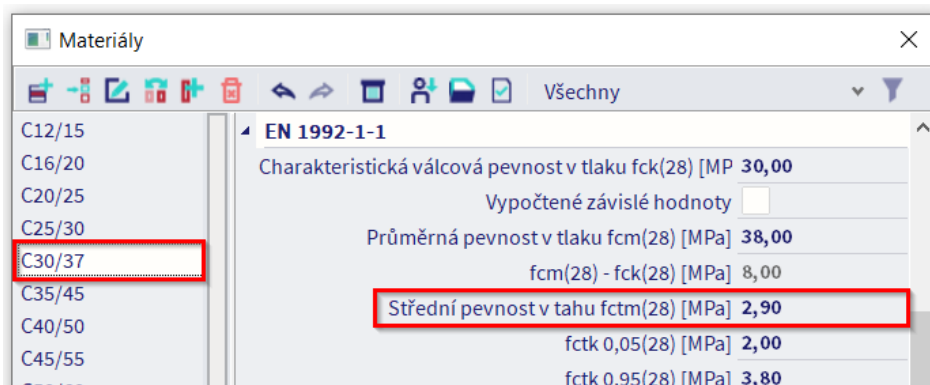 Materiály
Všechny
C12/15
C16/20
C20/25
C25/30
C30/37
C35/45
C40/50
C45/55
EN 1992-1-1
Charakteristická válcová pevnost v tlaku fck(28) [MP 30,00
Vypočtené závislé hodnoty
Průměrná pevnost v tlaku fcm(28) [MPa] 38,00
fcm(28) - fck(28) [MPa] 8,00
Střední pevnost v tahu fctm(28) [MPa] 2,90
fctk 0,05(28) [MPa] 2,00
fctk 0,95(28) [MPa] 3,80